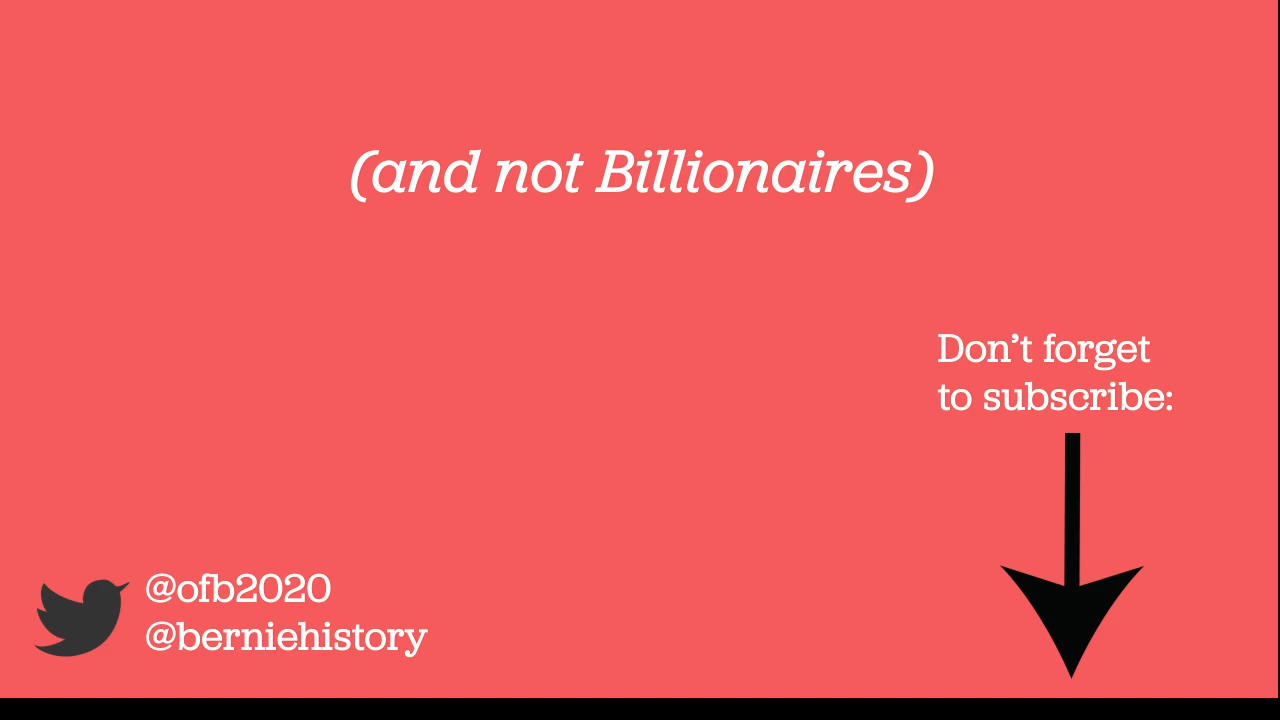 (and not Billionaires)
Don’t forget
to subscribe:
@ofb2020
@berniehistory